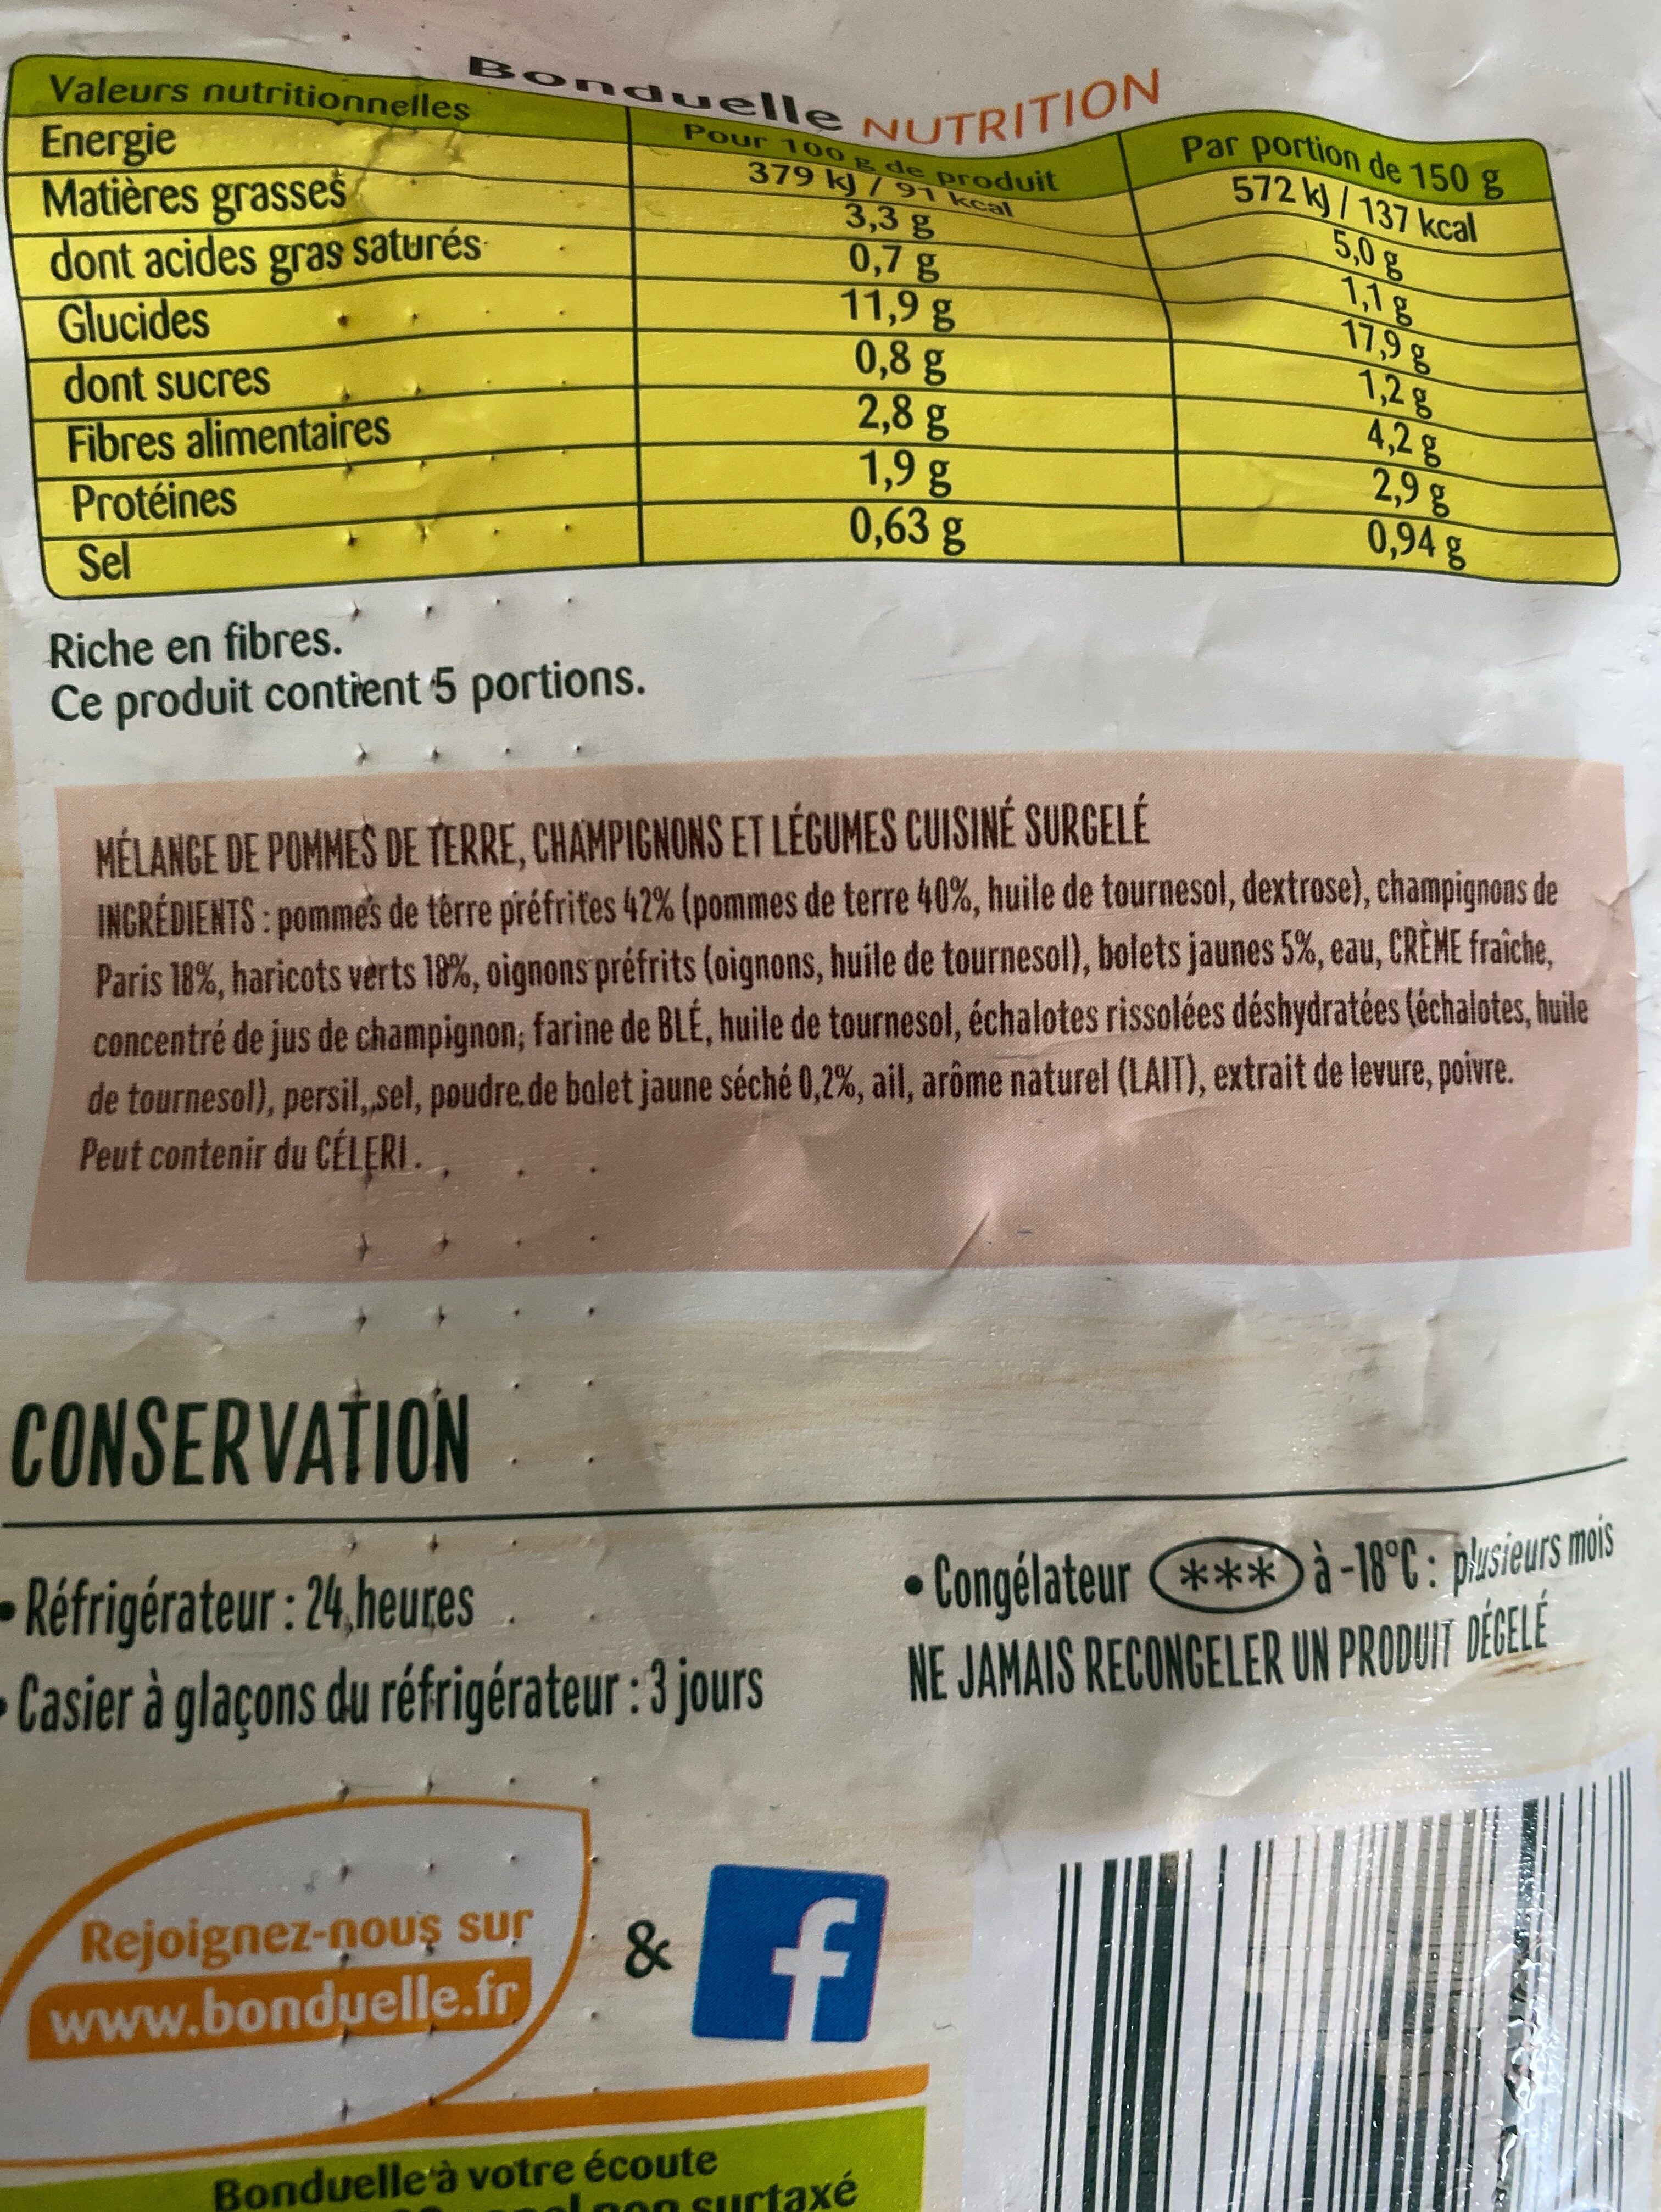 Bonduelle NUTRITION
Valeurs nutritionnelles Pour 100 g de produit Par portion de 150 g
Energie 379 kJ / 91 kcal 572 kJ / 137 kcal
Matières grasses 3,3 g 5,0 g
dont acides gras saturés 0,7 g 1,1 g
Glucides 11,9 g 17,9 g
dont sucres 0,8 g 1,2 g
Fibres alimentaires 2,8 g 4,2 g
Protéines 1,9 g 2,9 g
Sel 0,63 g 0,94 g
Riche en fibres.
Ce produit contient 5 portions.
MÉLANGE DE POMMES DE TERRE, CHAMPIGNONS ET LÉGUMES CUISINÉ SURGELÉ
INGRÉDIENTS : pommes de terre préfrites 42% (pommes de terre 40%, huile de tournesol, dextrose), champignons de
Paris 18%, haricots verts 18%, oignons préfrits (oignons, huile de tournesol), bolets jaunes 5%, eau, CRÈME fraîche,
concentré de jus de champignon, farine de BLÉ, huile de tournesol, échalotes rissolées déshydratées (échalotes, huile
de tournesol), persil, sel, poudre de bolet jaune séché 0,2%, ail, arôme naturel (LAIT), extrait de levure, poivre.
Peut contenir du CÉLERI.
CONSERVATION
• Réfrigérateur : 24 heures
• Casier à glaçons du réfrigérateur : 3 jours
• Congélateur *** à -18°C : plusieurs mois
NE JAMAIS RECONGELER UN PRODUIT DÉGELÉ
Rejoignez-nous sur
www.bonduelle.fr
& f
Bonduelle à votre écoute
non surtaxé